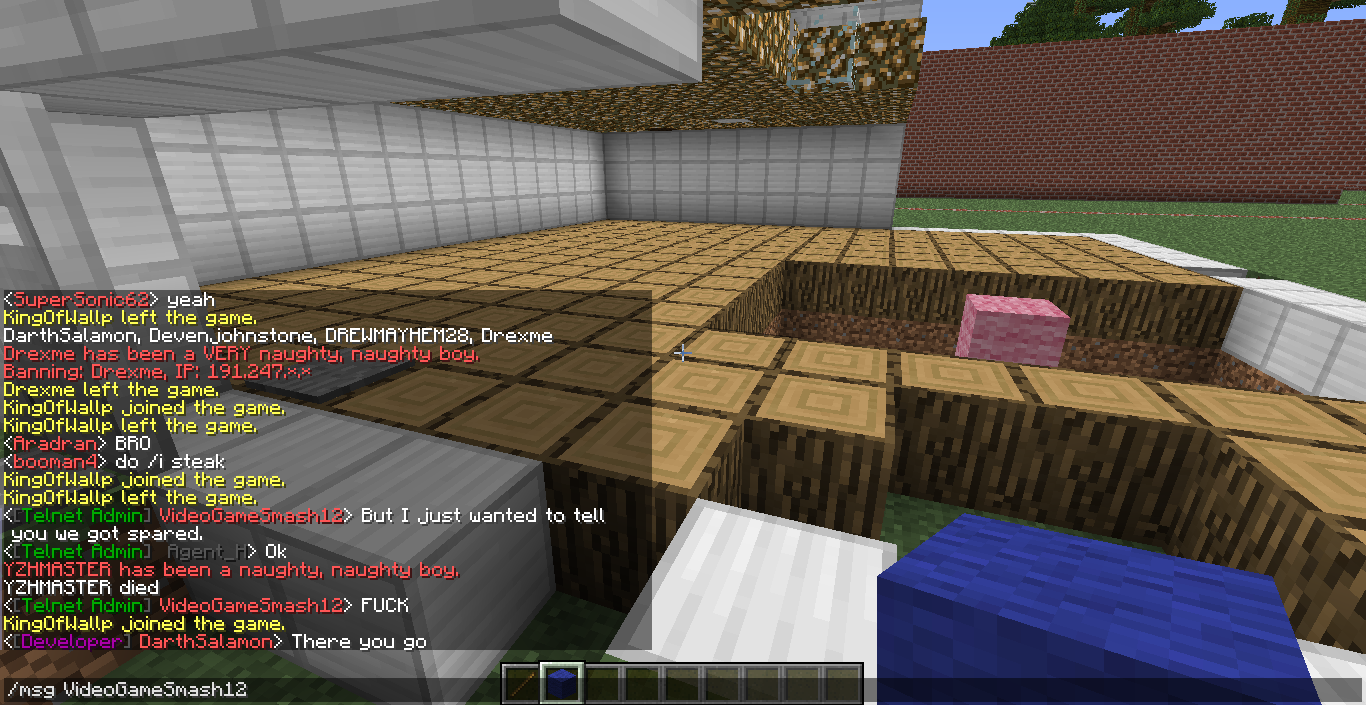 <SuperSonic62> yeah
KingOfWallp left the game.
DarthSalamon, Devenjohnstone, DREWMAYHEM28, Drexme
Drexme has been a VERY naughty, naughty boy.
Banning: Drexme, IP: 191.247.*.*
Drexme left the game.
KingOfWallp joined the game.
KingOfWallp left the game.
<Aradran> BRO
<booman4> do /i steak
KingOfWallp joined the game.
KingOfWallp left the game.
<[Telnet Admin] VideoGameSmash12> But I just wanted to tell
you we got spared.
<[Telnet Admin] Agent_H> Ok
YZHMASTER has been a naughty, naughty boy.
YZHMASTER died
<[Telnet Admin] VideoGameSmash12> FUCK
KingOfWallp joined the game.
<[Developer] DarthSalamon> There you go
/msg VideoGameSmash12